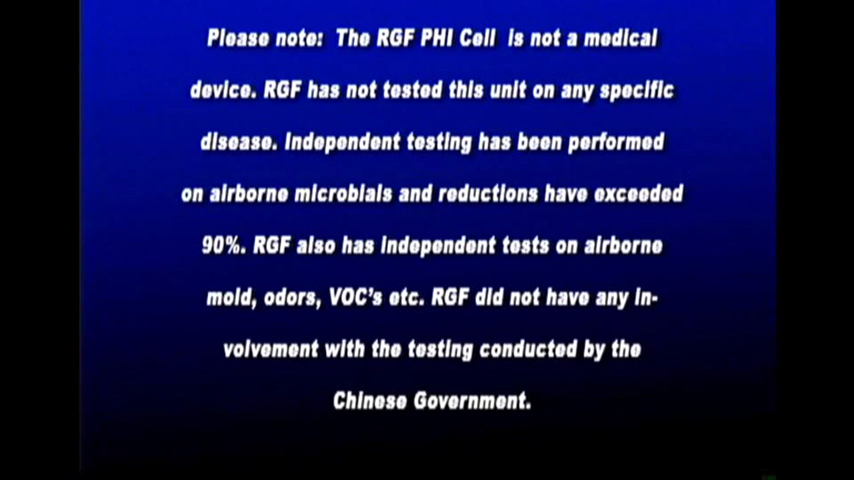 Please note: The RGF PHI Cell is not a medical
device. RGF has not tested this unit on any specific
disease. Independent testing has been performed
on airborne microbials and reductions have exceeded
90%. RGF also has independent tests on airborne
mold, odors, VOC's etc. RGF did not have any in-
volvement with the testing conducted by the
Chinese Government.